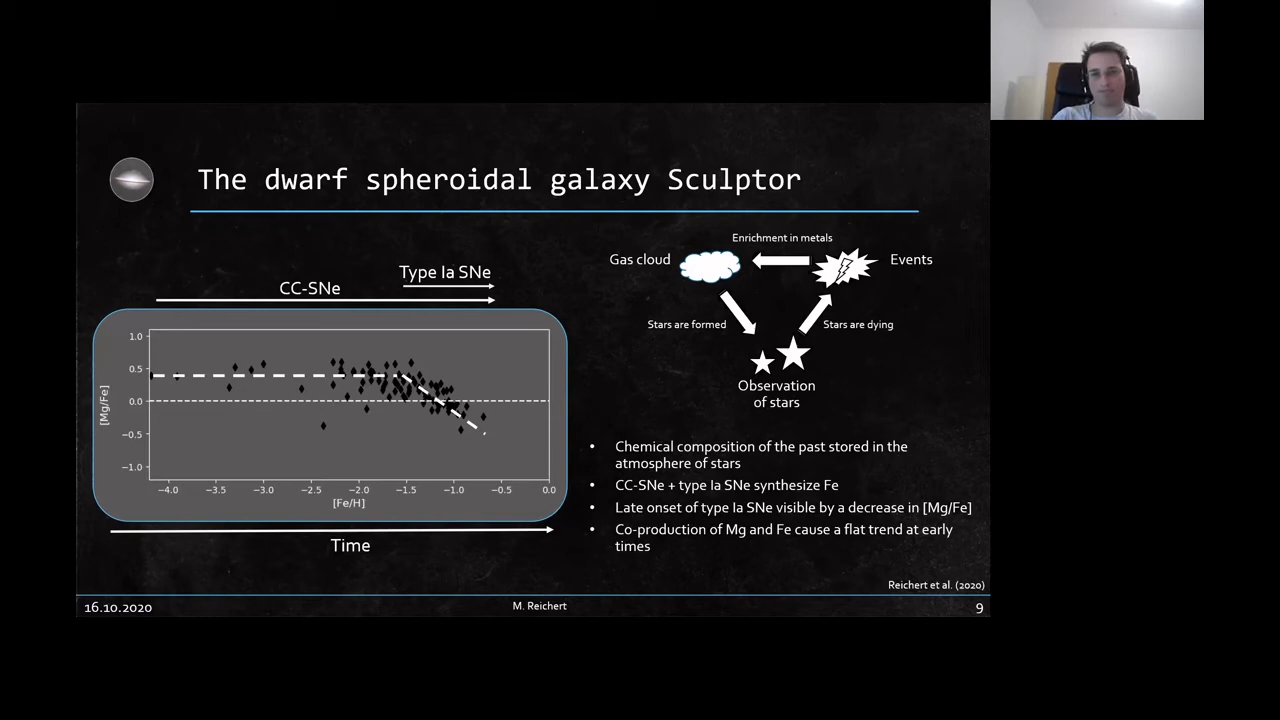 The dwarf spheroidal galaxy Sculptor
Type Ia SNe
CC-SNe
1.0
0.5
0.0
−0.5
−1.0
[Mg/Fe]
−4.0 −3.5 −3.0 −2.5 −2.0 −1.5 −1.0 −0.5 0.0
[Fe/H]
Time
Enrichment in metals
Gas cloud
Events
Stars are formed
Stars are dying
Observation
of stars
• Chemical composition of the past stored in the
atmosphere of stars
• CC-SNe + type Ia SNe synthesize Fe
• Late onset of type Ia SNe visible by a decrease in [Mg/Fe]
• Co-production of Mg and Fe cause a flat trend at early
times
Reichert et al. (2020)
16.10.2020
M. Reichert
9